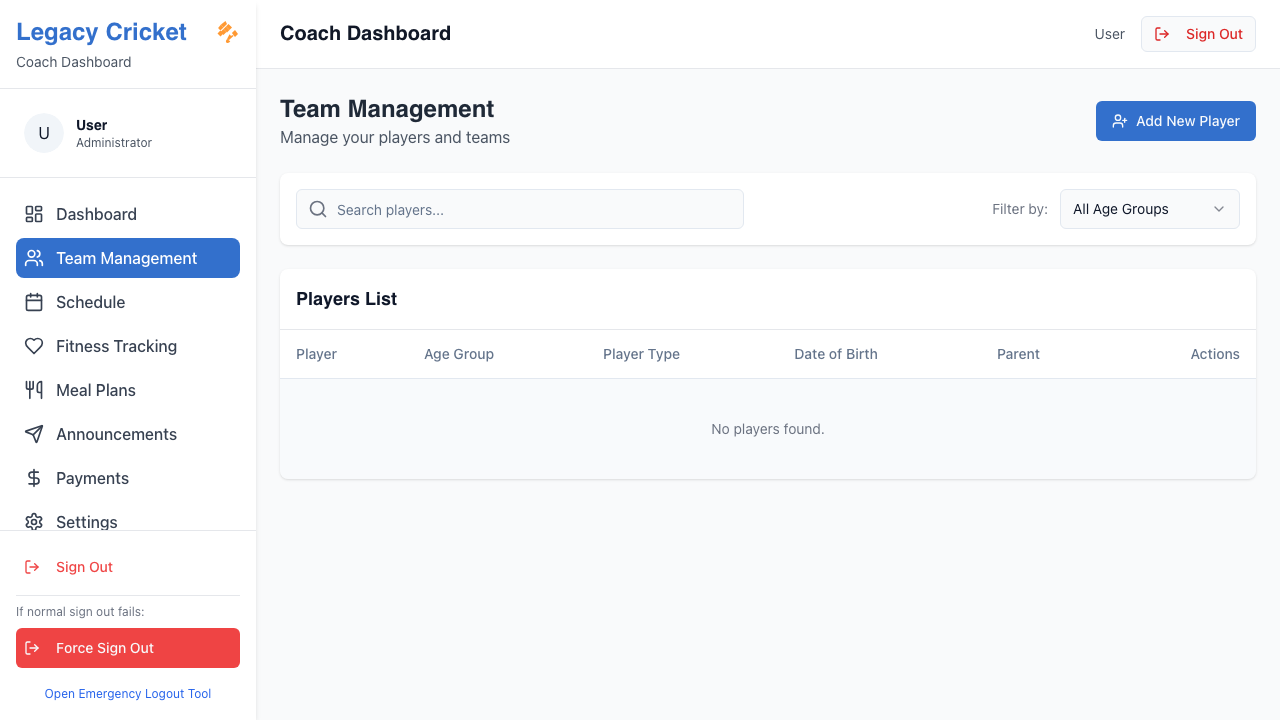 Legacy Cricket
Coach Dashboard
U
User
Administrator
Dashboard
Team Management
Schedule
Fitness Tracking
Meal Plans
Announcements
Payments
Settings
Sign Out
If normal sign out fails:
Force Sign Out
Open Emergency Logout Tool
Coach Dashboard
User
Sign Out
Team Management
Manage your players and teams
Add New Player
Search players...
Filter by:
All Age Groups
Players List
Player Age Group Player Type Date of Birth Parent Actions
No players found.